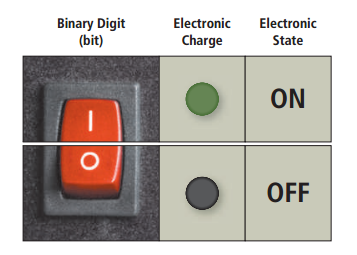 Binary Digit
(bit)
Electronic
Charge
Electronic
State
I
O
ON
OFF